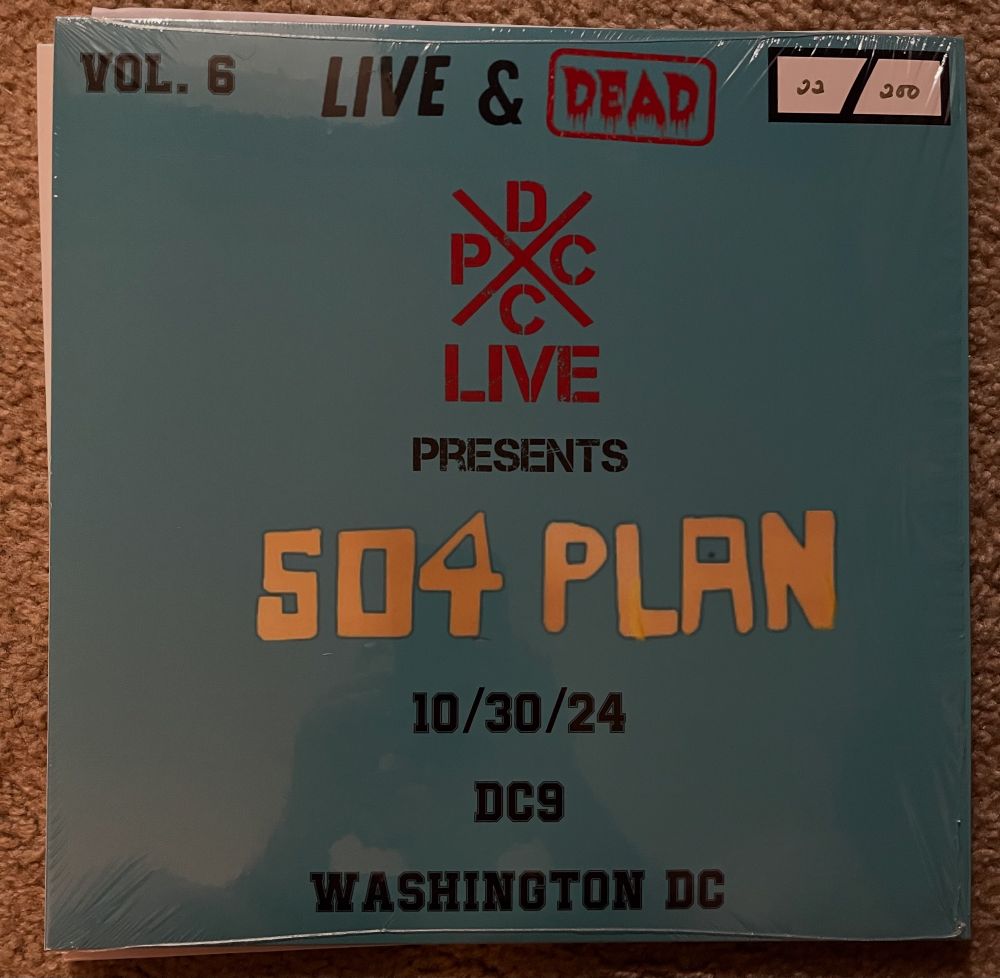 VOL. 6
LIVE & DEAD
22 / 200
D
P C
C
LIVE
PRESENTS
504 PLAN
10/30/24
DC9
WASHINGTON DC